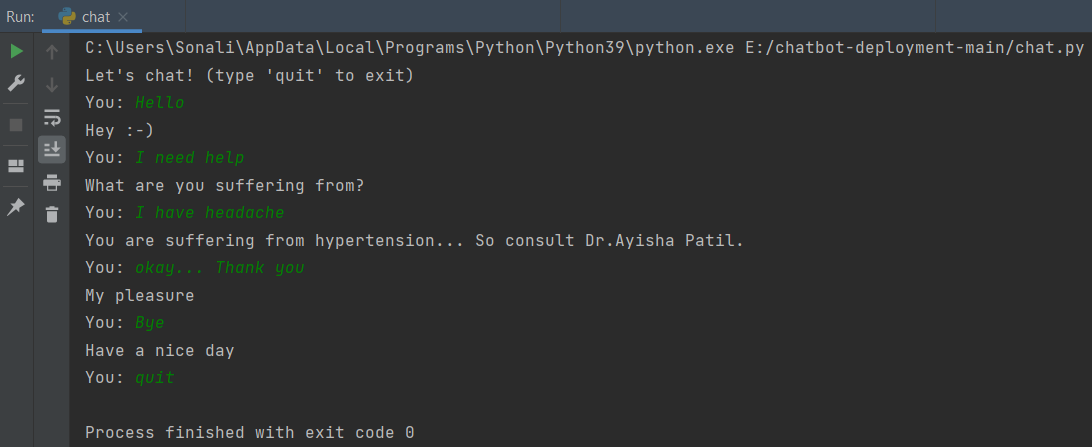 Run: chat
C:\Users\Sonali\AppData\Local\Programs\Python\Python39\python.exe E:/chatbot-deployment-main/chat.py
Let's chat! (type 'quit' to exit)
You: Hello
Hey :-)
You: I need help
What are you suffering from?
You: I have headache
You are suffering from hypertension... So consult Dr.Ayisha Patil.
You: okay... Thank you
My pleasure
You: Bye
Have a nice day
You: quit
Process finished with exit code 0